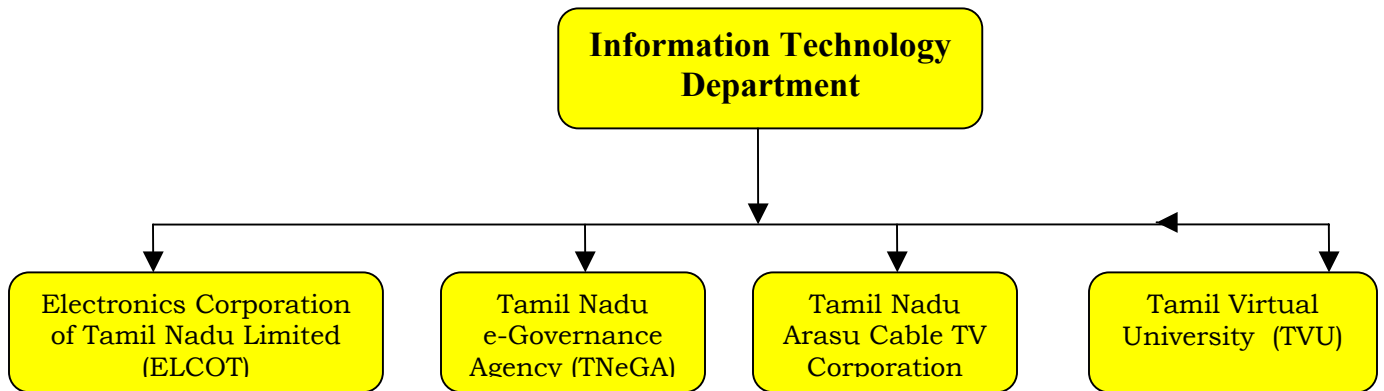 Information Technology
Department
Electronics Corporation
of Tamil Nadu Limited
(ELCOT)
Tamil Nadu
e-Governance
Agency (TNeGA)
Tamil Nadu
Arasu Cable TV
Corporation
Tamil Virtual
University (TVU)